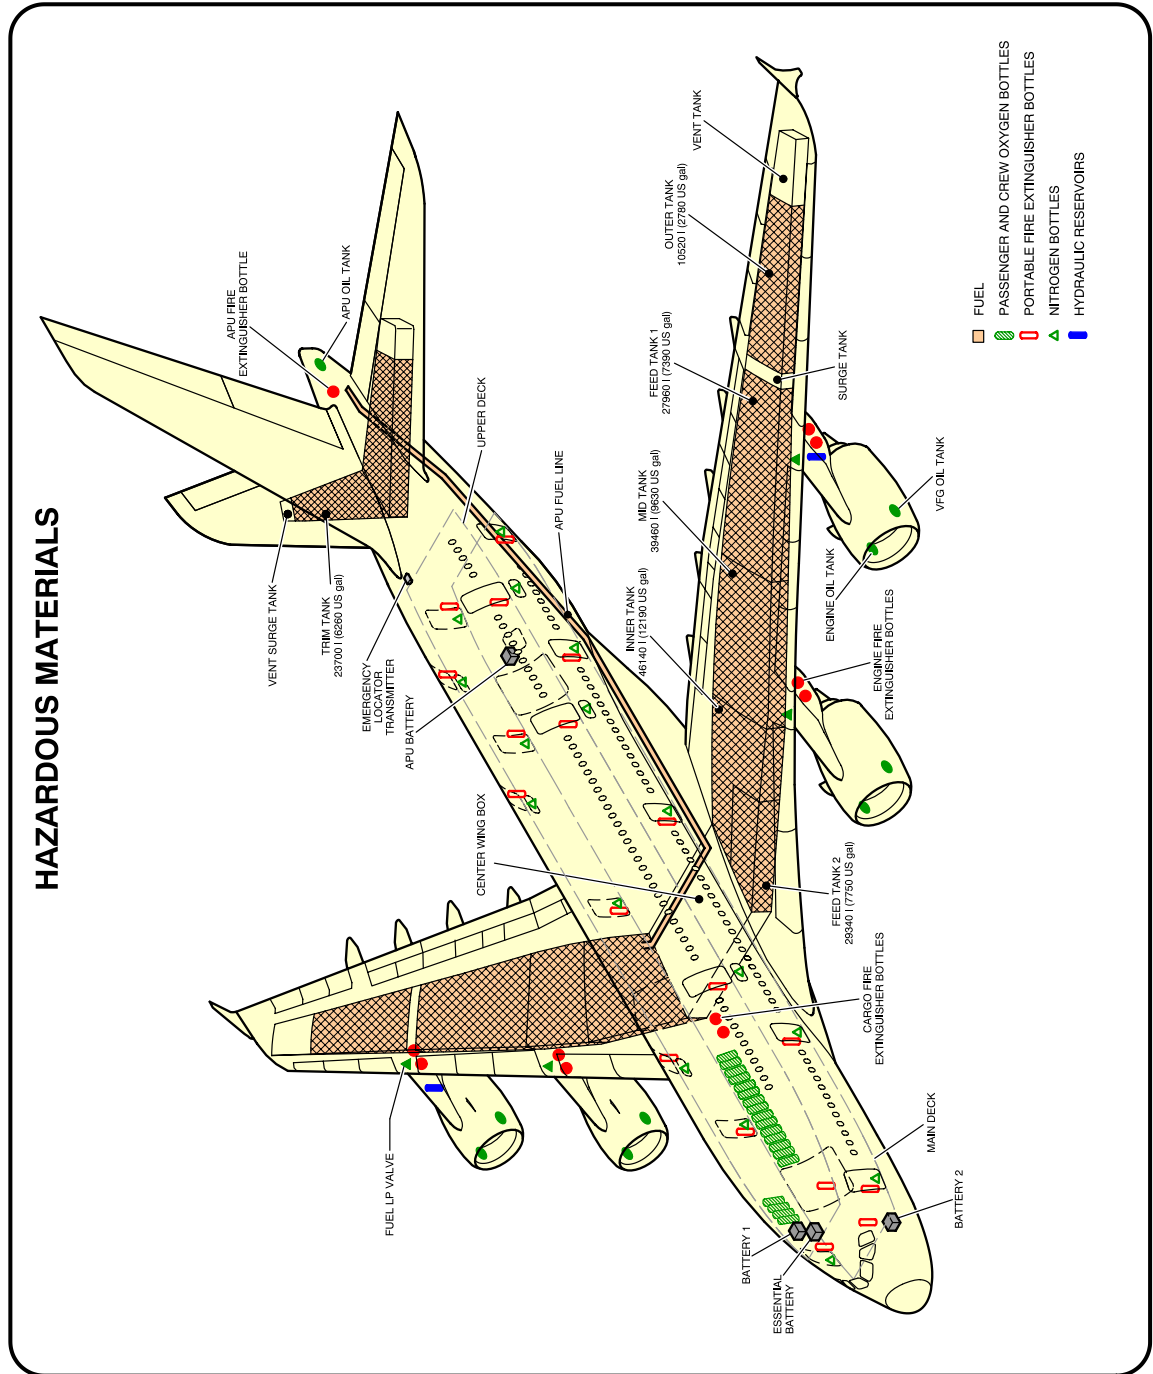 HAZARDOUS MATERIALS
VENT SURGE TANK
TRIM TANK
23700 l (6260 US gal)
EMERGENCY
LOCATOR
TRANSMITTER
APU BATTERY
CENTER WING BOX
FUEL LP VALVE
BATTERY 1
ESSENTIAL
BATTERY
APU FIRE
EXTINGUISHER BOTTLE
APU OIL TANK
UPPER DECK
APU FUEL LINE
VENT TANK
OUTER TANK
10520 l (2780 US gal)
FEED TANK 1
27960 l (7390 US gal)
MID TANK
39460 l (9630 US gal)
INNER TANK
46140 l (12190 US gal)
SURGE TANK
VFG OIL TANK
ENGINE OIL TANK
ENGINE FIRE
EXTINGUISHER BOTTLES
FEED TANK 2
29340 l (7750 US gal)
CARGO FIRE
EXTINGUISHER BOTTLES
MAIN DECK
BATTERY 2
FUEL
PASSENGER AND CREW OXYGEN BOTTLES
PORTABLE FIRE EXTINGUISHER BOTTLES
NITROGEN BOTTLES
HYDRAULIC RESERVOIRS